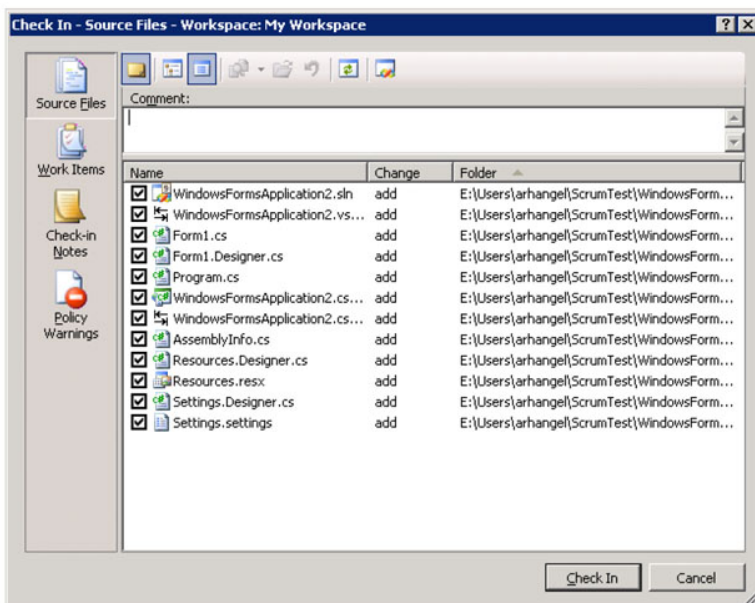 Check In - Source Files - Workspace: My Workspace
Source Files
Work Items
Check-in
Notes
Policy
Warnings
Comment:
Name Change Folder
WindowsFormsApplication2.sln add E:\Users\arhangel\ScrumTest\WindowsForm...
WindowsFormsApplication2.vs... add E:\Users\arhangel\ScrumTest\WindowsForm...
Form1.cs add E:\Users\arhangel\ScrumTest\WindowsForm...
Form1.Designer.cs add E:\Users\arhangel\ScrumTest\WindowsForm...
Program.cs add E:\Users\arhangel\ScrumTest\WindowsForm...
WindowsFormsApplication2.cs... add E:\Users\arhangel\ScrumTest\WindowsForm...
WindowsFormsApplication2.cs... add E:\Users\arhangel\ScrumTest\WindowsForm...
AssemblyInfo.cs add E:\Users\arhangel\ScrumTest\WindowsForm...
Resources.Designer.cs add E:\Users\arhangel\ScrumTest\WindowsForm...
Resources.resx add E:\Users\arhangel\ScrumTest\WindowsForm...
Settings.Designer.cs add E:\Users\arhangel\ScrumTest\WindowsForm...
Settings.settings add E:\Users\arhangel\ScrumTest\WindowsForm...
Check In Cancel